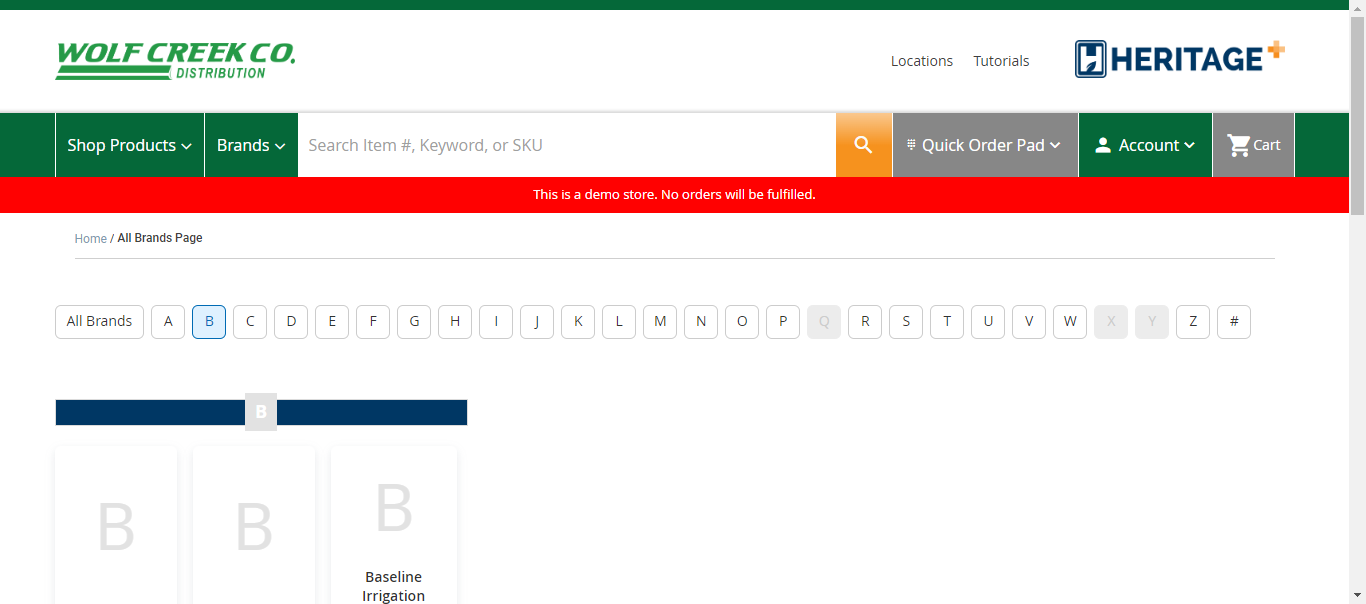 WOLF CREEK CO.
DISTRIBUTION
Locations
Tutorials
H HERITAGE+
Shop Products
Brands
Search Item #, Keyword, or SKU
Quick Order Pad
Account
Cart
This is a demo store. No orders will be fulfilled.
Home / All Brands Page
All Brands A B C D E F G H I J K L M N O P Q R S T U V W X Y Z #
B
B
B
B
Baseline
Irrigation